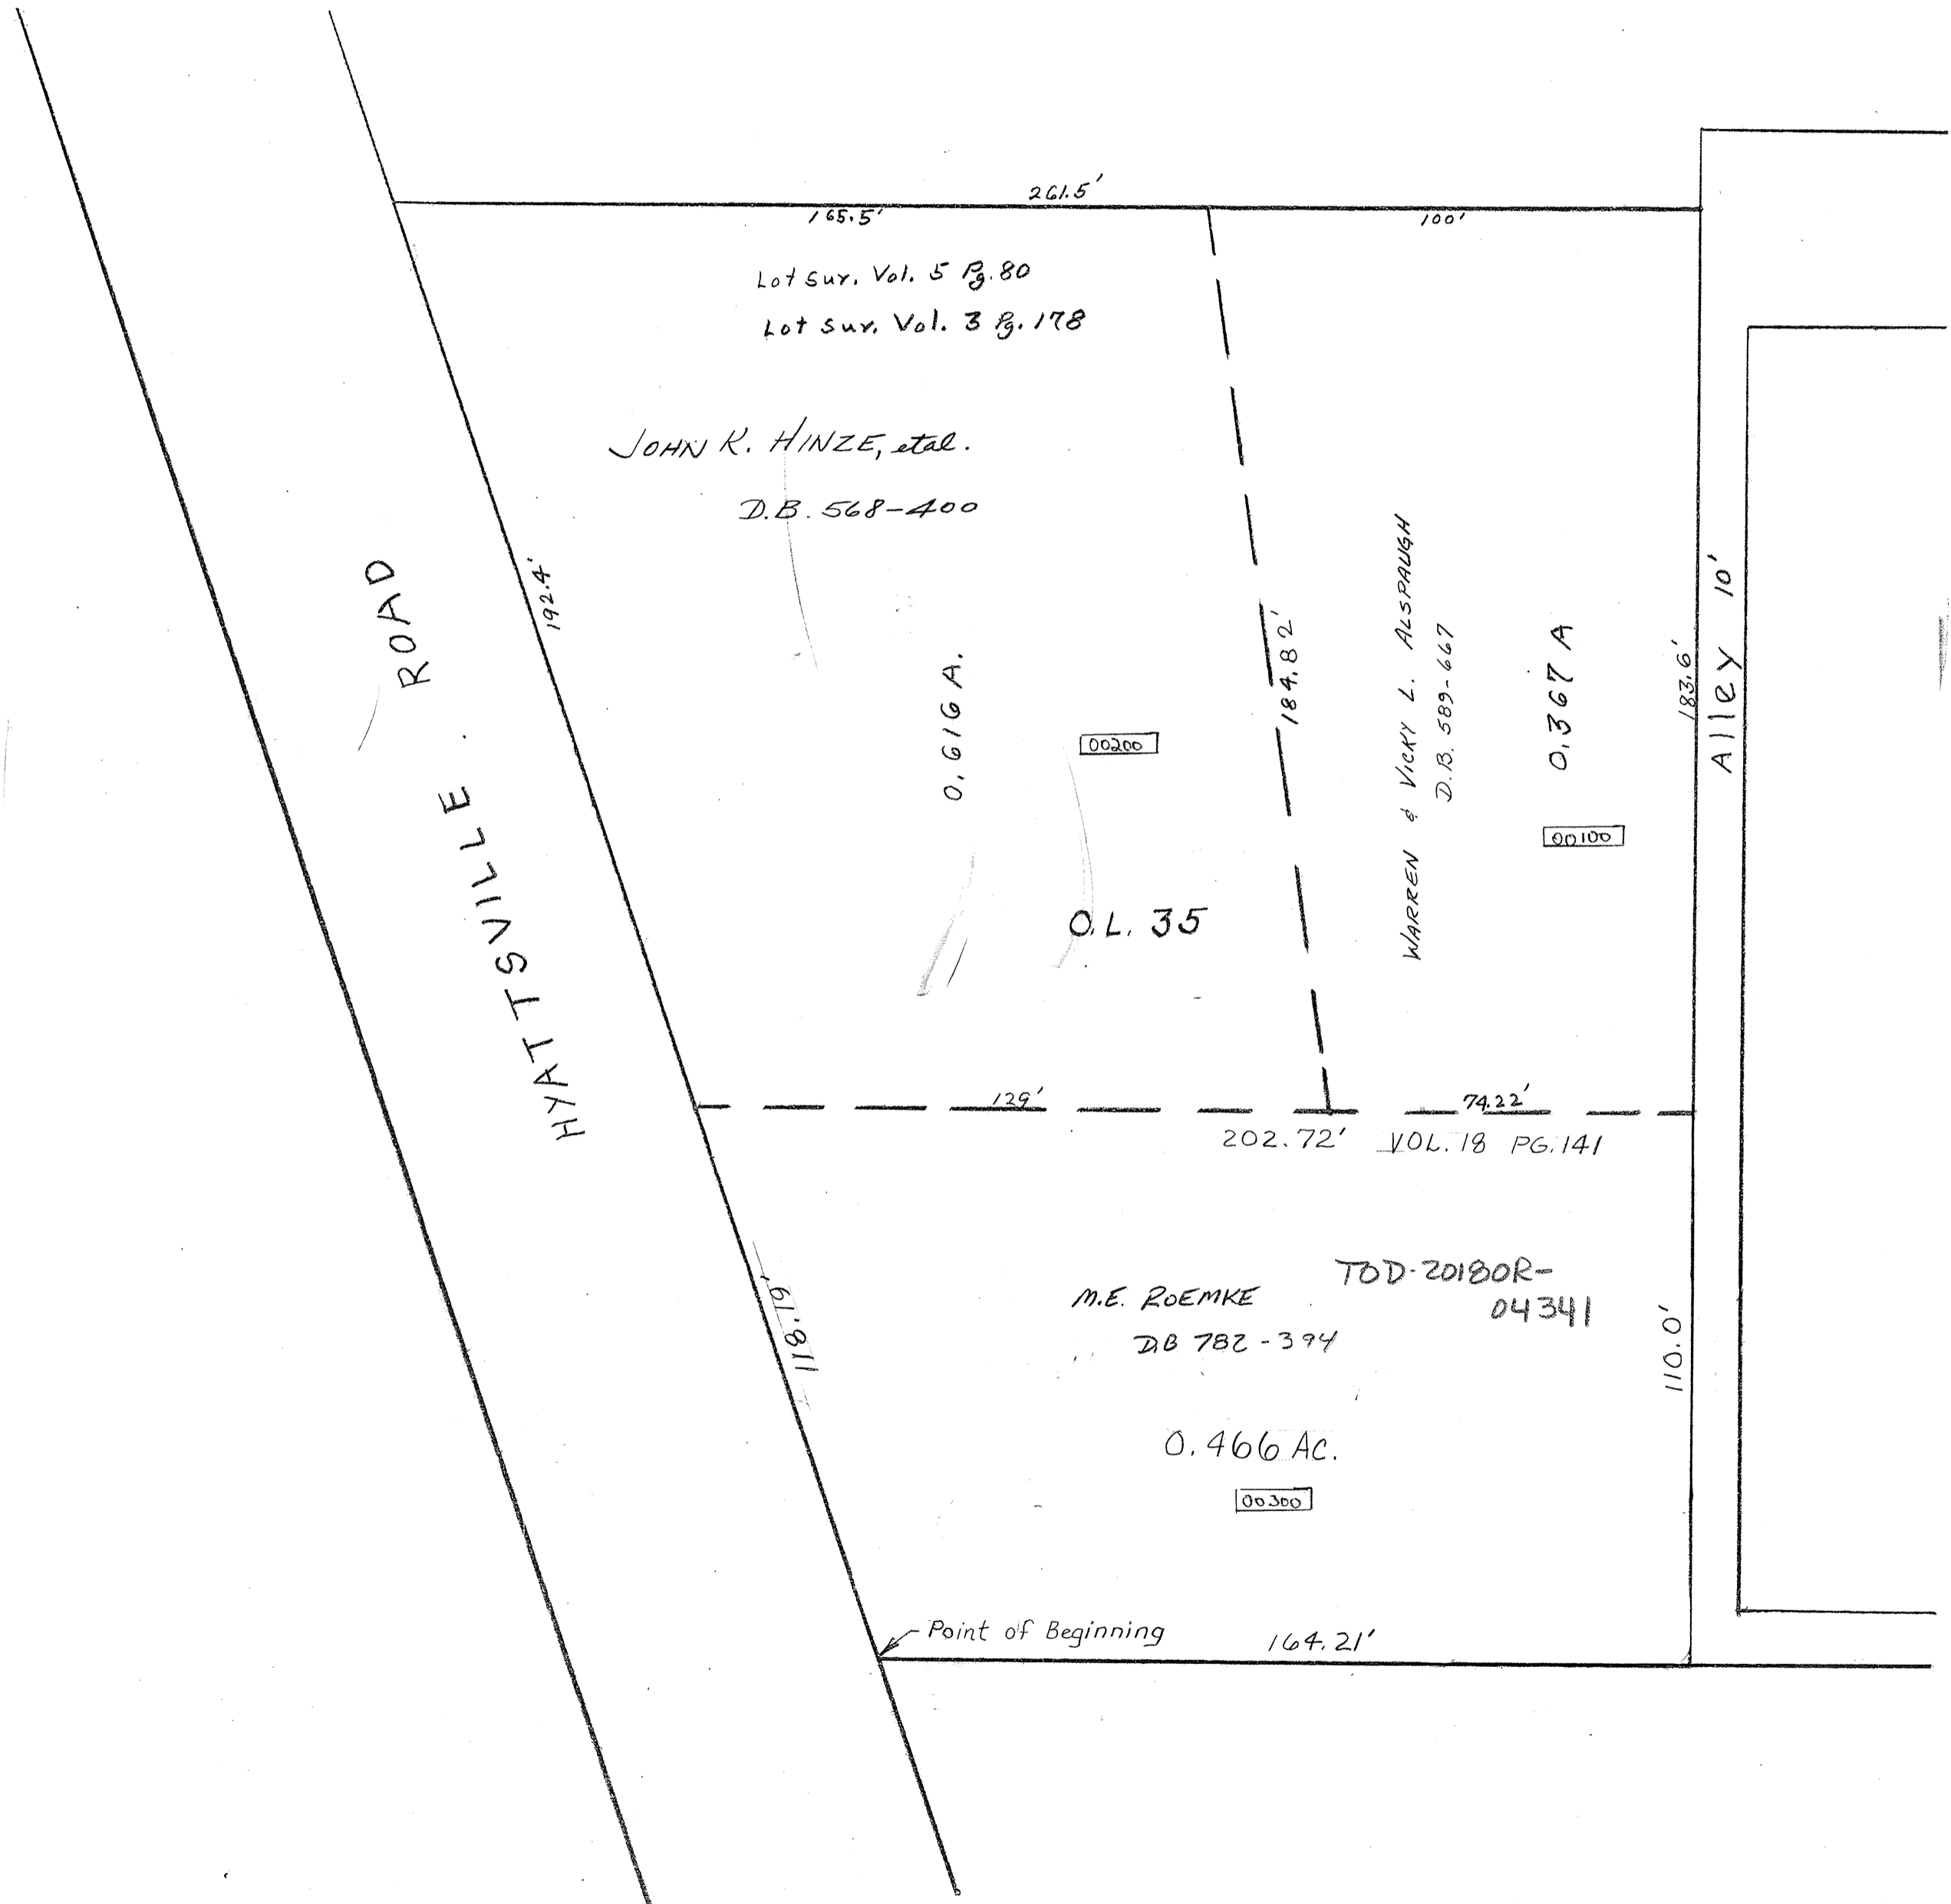 261.5'
165.5'
100'
Lot Sur. Vol. 5 Pg. 80
Lot Sur. Vol. 3 Pg. 178
JOHN K. HINZE, etal.
D.B. 568-400
HYATTSVILLE ROAD
192.4'
0.616 A.
00200
184.82'
WARREN & VICKY L. ALSPAUGH
D.B. 589-667
0.367 A
00100
183.6'
Alley 10'
O.L. 35
129'
74.22'
202.72' VOL. 18 PG. 141
118.19'
M.E. ROEMKE
D.B 782-394
TOD-20180R-
04341
110.0'
0.466 AC.
00300
Point of Beginning
164.21'